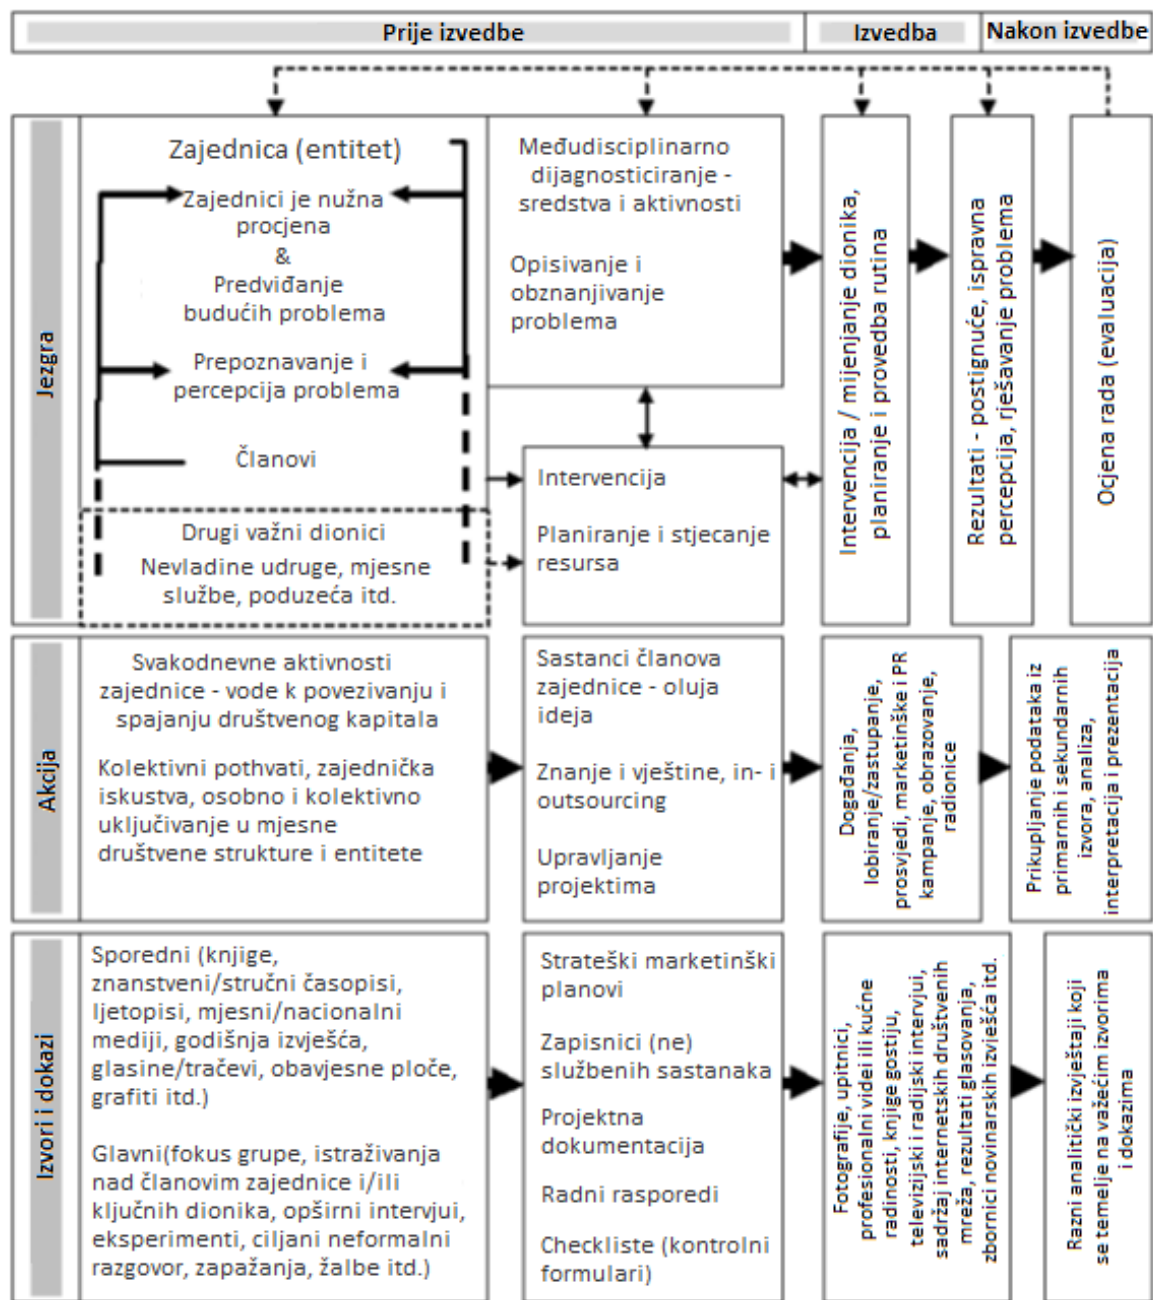 Prije izvedbe
Izvedba
Nakon izvedbe
Jezgra
Zajednica (entitet)
Zajednici je nužna
procjena
&
Predviđanje
budućih problema
Prepoznavanje i
percepcija problema
Članovi
Drugi važni dionici
Nevladine udruge, mjesne
službe, poduzeća itd.
Međudisciplinarno
dijagnosticiranje -
sredstva i aktivnosti
Opisivanje i
obznanjivanje
problema
Intervencija
Planiranje i stjecanje
resursa
Intervencija / mijenjanje dionika,
planiranje i provedba rutina
Rezultati - postignuće, ispravna
percepcija, rješavanje problema
Ocjena rada (evaluacija)
Akcija
Svakodnevne aktivnosti
zajednice - vode k povezivanju i
spajanju društvenog kapitala
Kolektivni pothvati, zajednička
iskustva, osobno i kolektivno
uključivanje u mjesne
društvene strukture i entitete
Sastanci članova
zajednice - oluja
ideja
Znanje i vještine, in- i
outsourcing
Upravljanje
projektima
Događanja,
lobiranje/zastupanje,
prosvjedi, marketinške i PR
kampanje, obrazovanje,
radionice
Prikupljanje podataka iz
primarnih i sekundarnih
izvora, analiza,
interpretacija i prezentacija
Izvori i dokazi
Sporedni (knjige,
znanstveni/stručni časopisi,
ljetopisi, mjesni/nacionalni
mediji, godišnja izvješća,
glasine/tračevi, obavjesne ploče,
grafiti itd.)
Glavni(fokus grupe, istraživanja
nad članovim zajednice i/ili
ključnih dionika, opširni intervjui,
eksperimenti, ciljani neformalni
razgovor, zapažanja, žalbe itd.)
Strateški marketinški
planovi
Zapisnici (ne)
službenih sastanaka
Projektna
dokumentacija
Radni rasporedi
Checkliste (kontrolni
formulari)
Fotografije, upitnici,
profesionalni videi ili kućne
radinosti, knjige gostiju,
televizijski i radijski intervjui,
sadržaj internetskih društvenih
mreža, rezultati glasovanja,
zbornici novinarskih izvješća itd.
Razni analitički izvještaji koji
se temelje na važećim izvorima
i dokazima